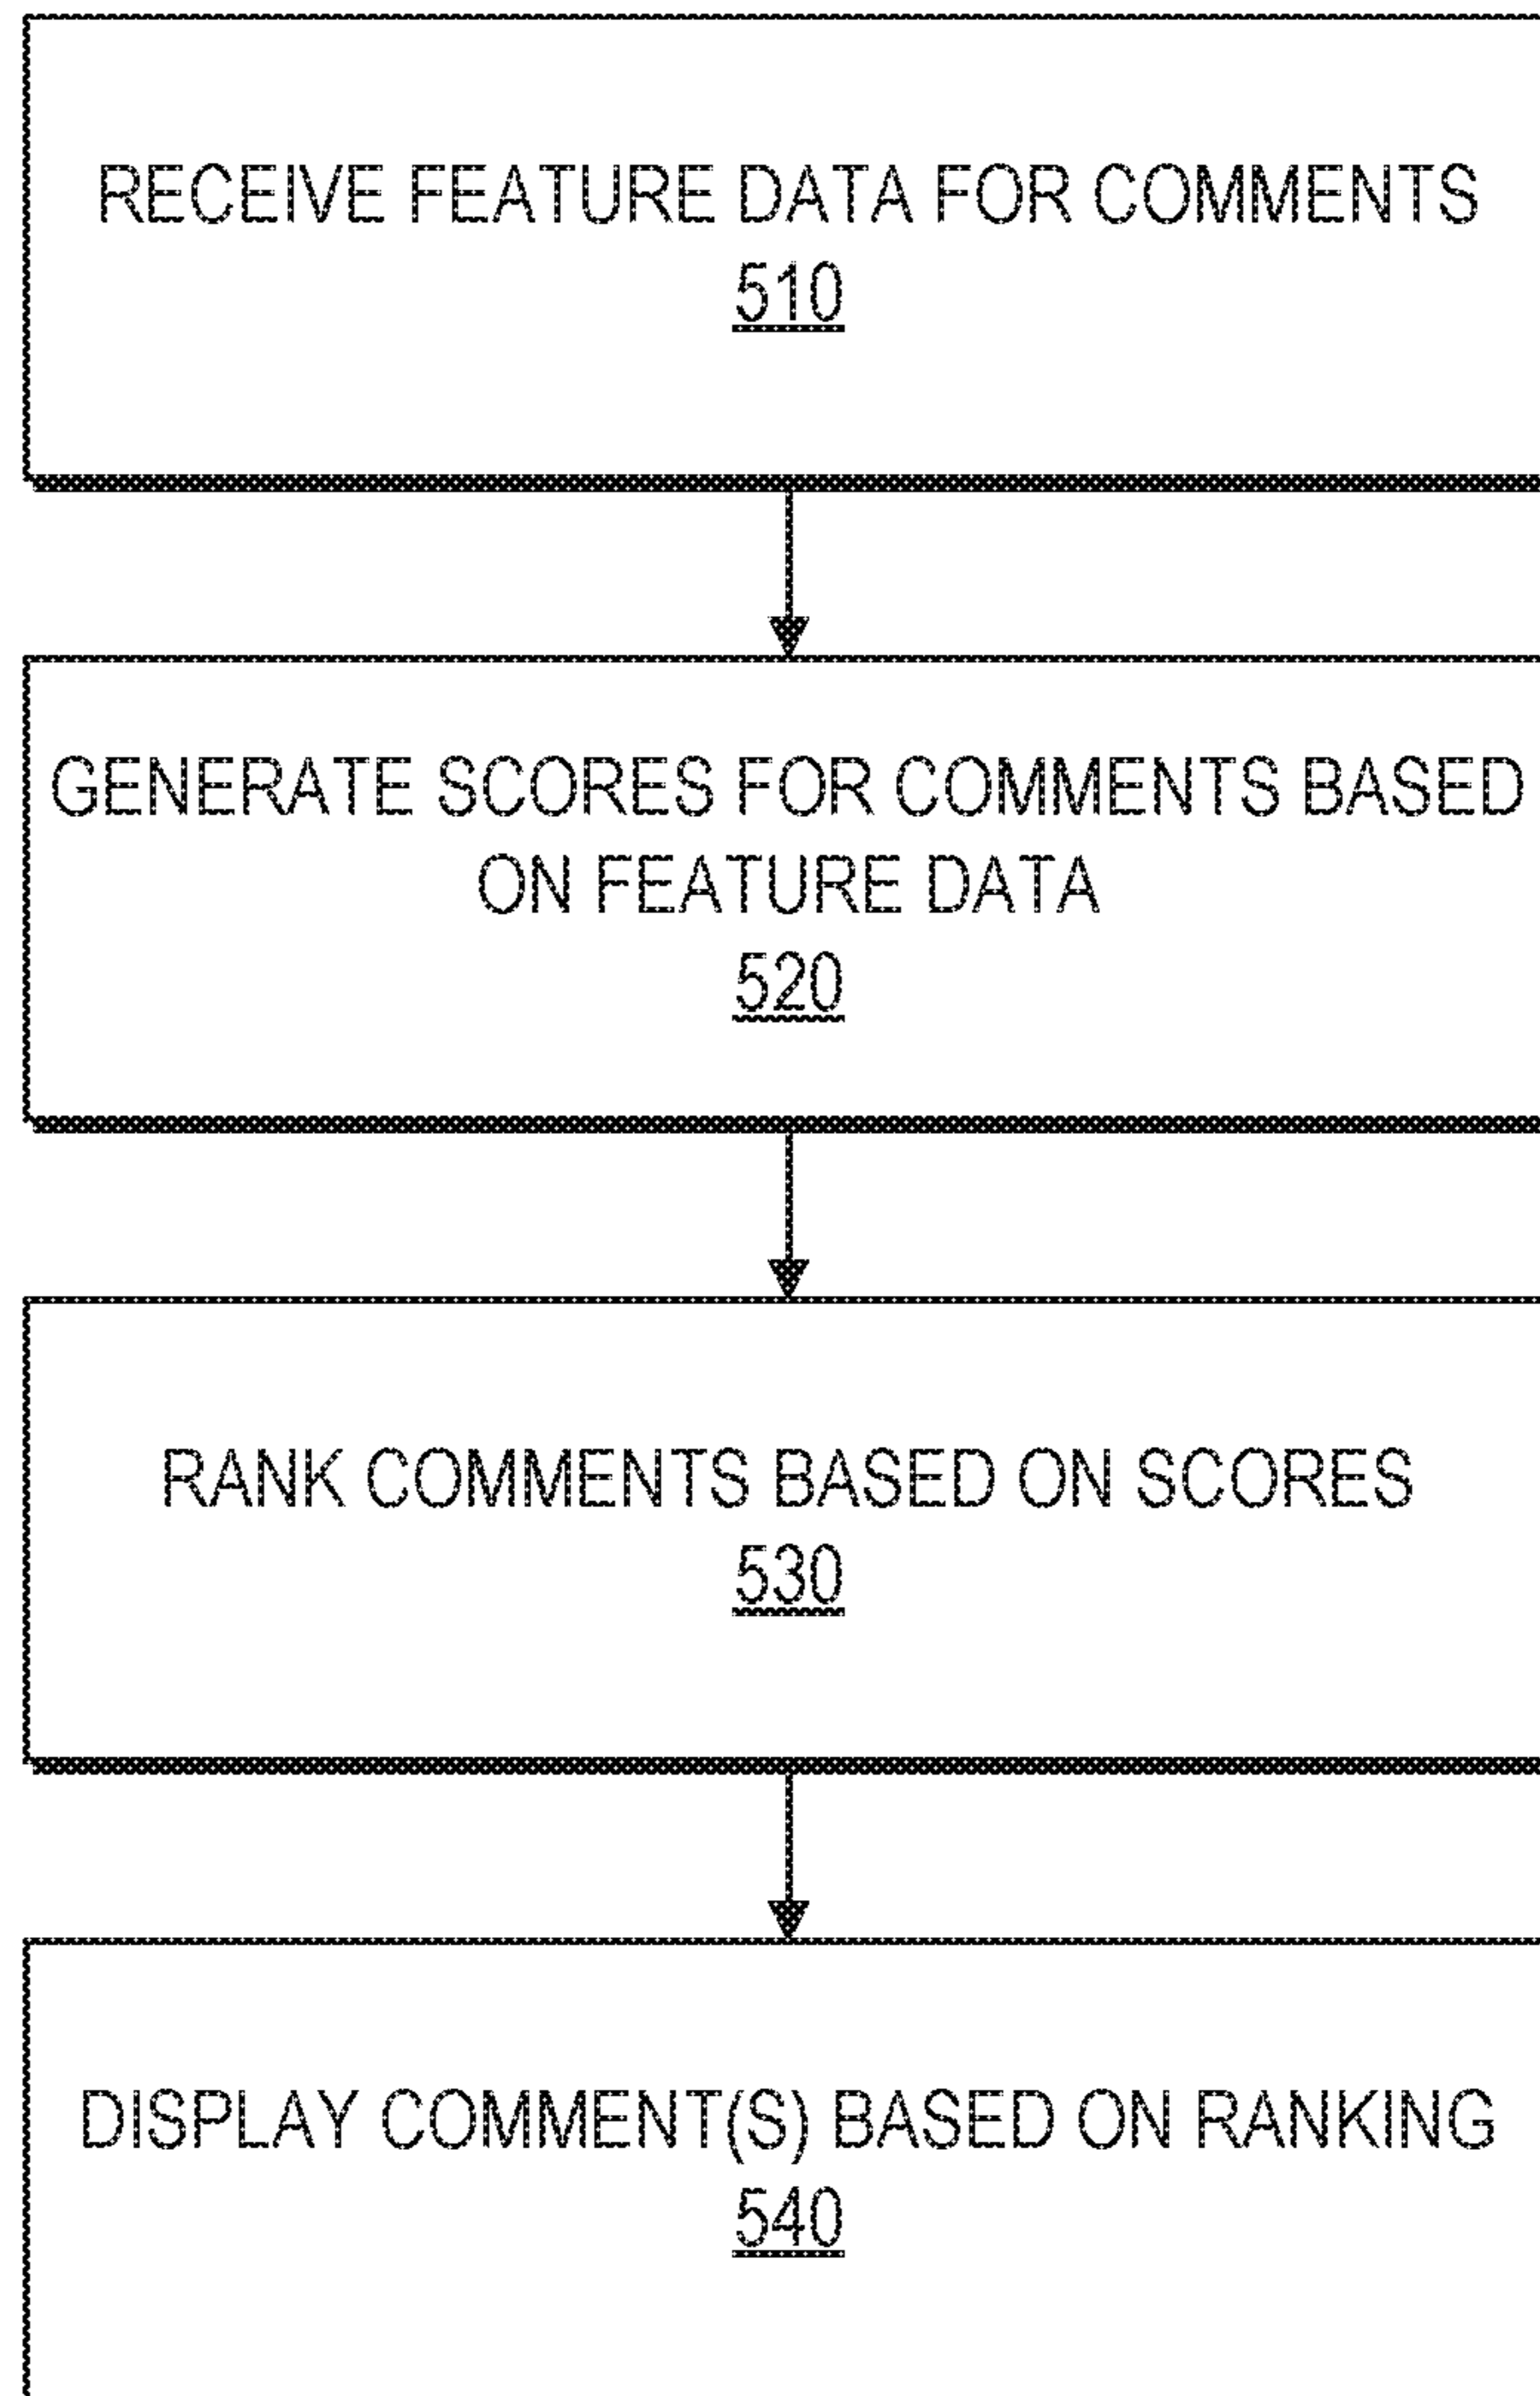 RECEIVE FEATURE DATA FOR COMMENTS
510
GENERATE SCORES FOR COMMENTS BASED
ON FEATURE DATA
520
RANK COMMENTS BASED ON SCORES
530
DISPLAY COMMENT(S) BASED ON RANKING
540